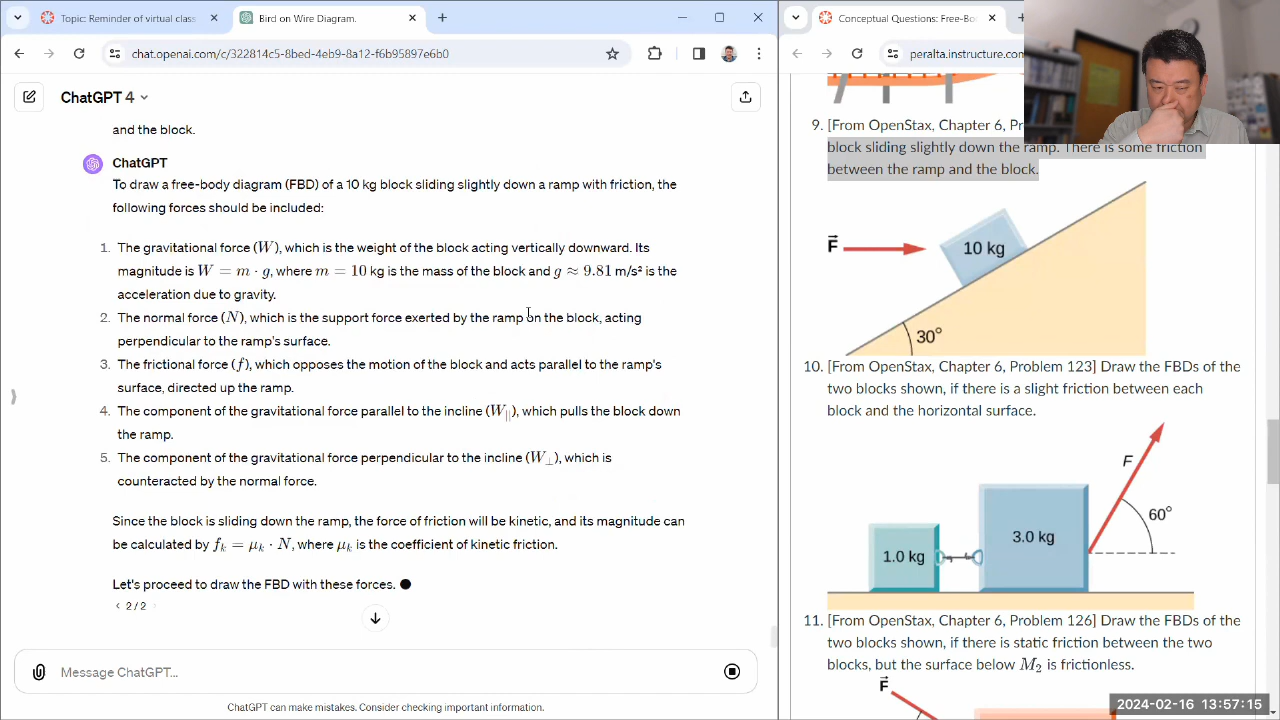 Topic: Reminder of virtual class
Bird on Wire Diagram.
Conceptual Questions: Free-Bo
chat.openai.com/c/322814c5-8bed-4eb9-8a12-f6b95897e6b0
peralta.instructure.com
ChatGPT 4
and the block.
ChatGPT
To draw a free-body diagram (FBD) of a 10 kg block sliding slightly down a ramp with friction, the
following forces should be included:
1. The gravitational force (W), which is the weight of the block acting vertically downward. Its
magnitude is W = m · g, where m = 10 kg is the mass of the block and g ≈ 9.81 m/s² is the
acceleration due to gravity.
2. The normal force (N), which is the support force exerted by the ramp on the block, acting
perpendicular to the ramp's surface.
3. The frictional force (f), which opposes the motion of the block and acts parallel to the ramp's
surface, directed up the ramp.
4. The component of the gravitational force parallel to the incline (W||), which pulls the block down
the ramp.
5. The component of the gravitational force perpendicular to the incline (W⊥), which is
counteracted by the normal force.
Since the block is sliding down the ramp, the force of friction will be kinetic, and its magnitude can
be calculated by fₖ = μₖ · N, where μₖ is the coefficient of kinetic friction.
Let's proceed to draw the FBD with these forces.
2/2
Message ChatGPT...
ChatGPT can make mistakes. Consider checking important information.
9. [From OpenStax, Chapter 6, Pr
block sliding slightly down the ramp. There is some friction
between the ramp and the block.
F
10 kg
30°
10. [From OpenStax, Chapter 6, Problem 123] Draw the FBDs of the
two blocks shown, if there is a slight friction between each
block and the horizontal surface.
F
60°
3.0 kg
1.0 kg
11. [From OpenStax, Chapter 6, Problem 126] Draw the FBDs of the
two blocks shown, if there is static friction between the two
blocks, but the surface below M₂ is frictionless.
F
2024-02-16 13:57:15